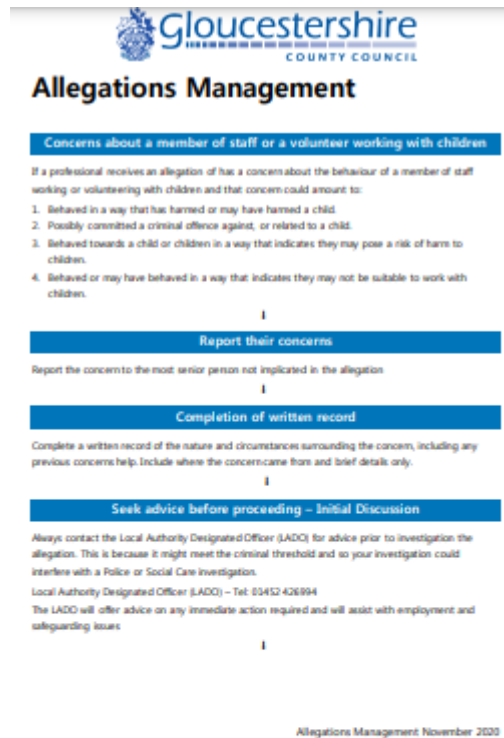 Gloucestershire
COUNTY COUNCIL
Allegations Management
Concerns about a member of staff or a volunteer working with children
If a professional receives an allegation of has a concern about the behaviour of a member of staff
working or volunteering with children and that concern could amount to:
1. Behaved in a way that has harmed or may have harmed a child.
2. Possibly committed a criminal offence against, or related to a child.
3. Behaved towards a child or children in a way that indicates they may pose a risk of harm to
children.
4. Behaved or may have behaved in a way that indicates they may not be suitable to work with
children.
Report their concerns
Report the concern to the most senior person not implicated in the allegation
Completion of written record
Complete a written record of the nature and circumstances surrounding the concern, including any
previous concerns help. Include where the concern came from and brief details only.
Seek advice before proceeding – Initial Discussion
Always contact the Local Authority Designated Officer (LADO) for advice prior to investigation the
allegation. This is because it might meet the criminal threshold and so your investigation could
interfere with a Police or Social Care investigation.
Local Authority Designated Officer (LADO) – Tel: 01452 426994
The LADO will offer advice on any immediate action required and will assist with employment and
safeguarding issues
Allegations Management November 2020